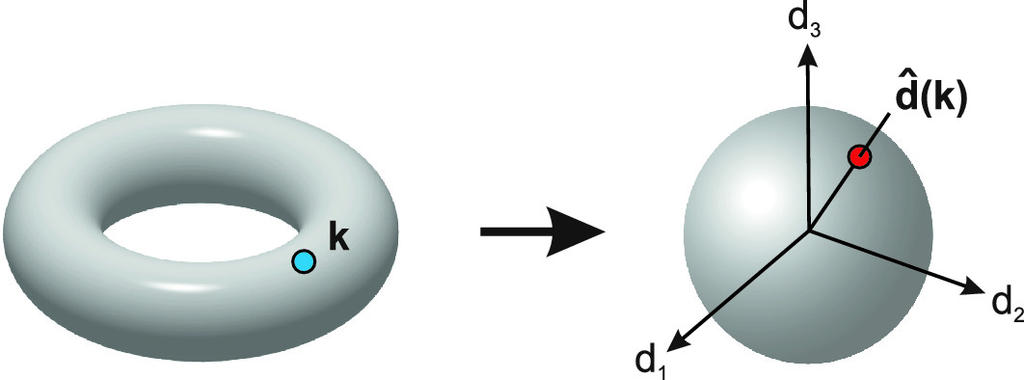 k
d₃
d̂(k)
d₂
d₁